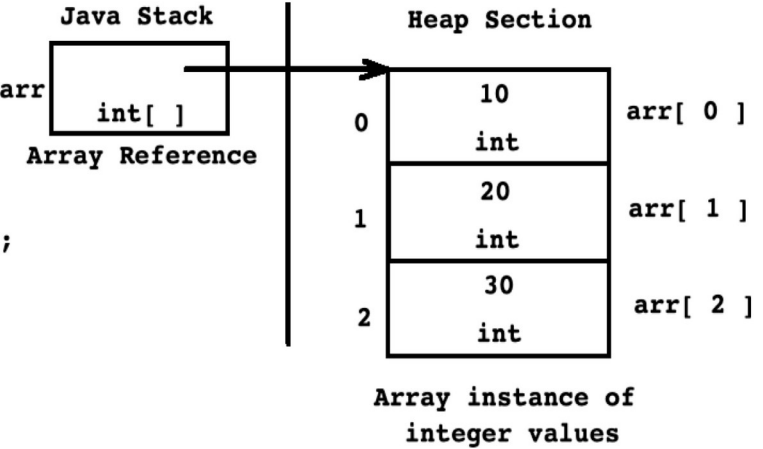 Java Stack
Heap Section
arr
int[ ]
Array Reference
;
0
10
int
arr[ 0 ]
1
20
int
arr[ 1 ]
2
30
int
arr[ 2 ]
Array instance of
integer values